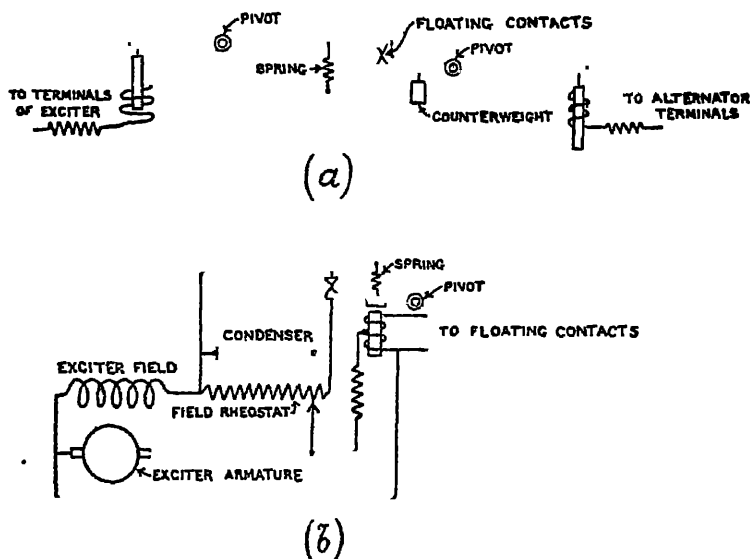 PIVOT
FLOATING CONTACTS
PIVOT
SPRING
TO TERMINALS
OF EXCITER
COUNTERWEIGHT
TO ALTERNATOR
TERMINALS
(a)
SPRING
PIVOT
CONDENSER
TO FLOATING CONTACTS
EXCITER FIELD
FIELD RHEOSTAT
EXCITER ARMATURE
(b)